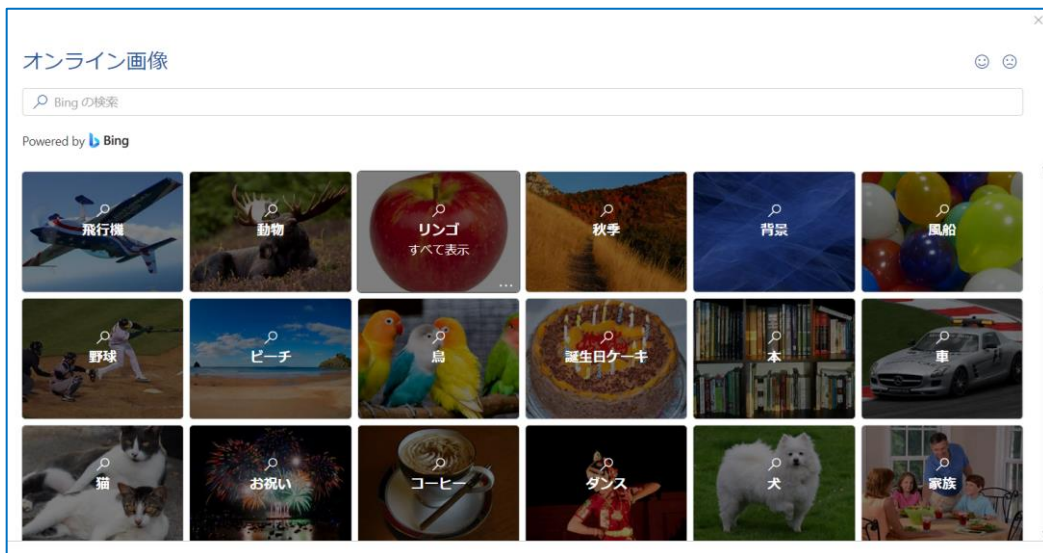 オンライン画像
Bing の検索
Powered by Bing
飛行機
動物
リンゴ
すべて表示
秋季
背景
風船
野球
ビーチ
鳥
誕生日ケーキ
本
車
猫
お祝い
コーヒー
ダンス
犬
家族